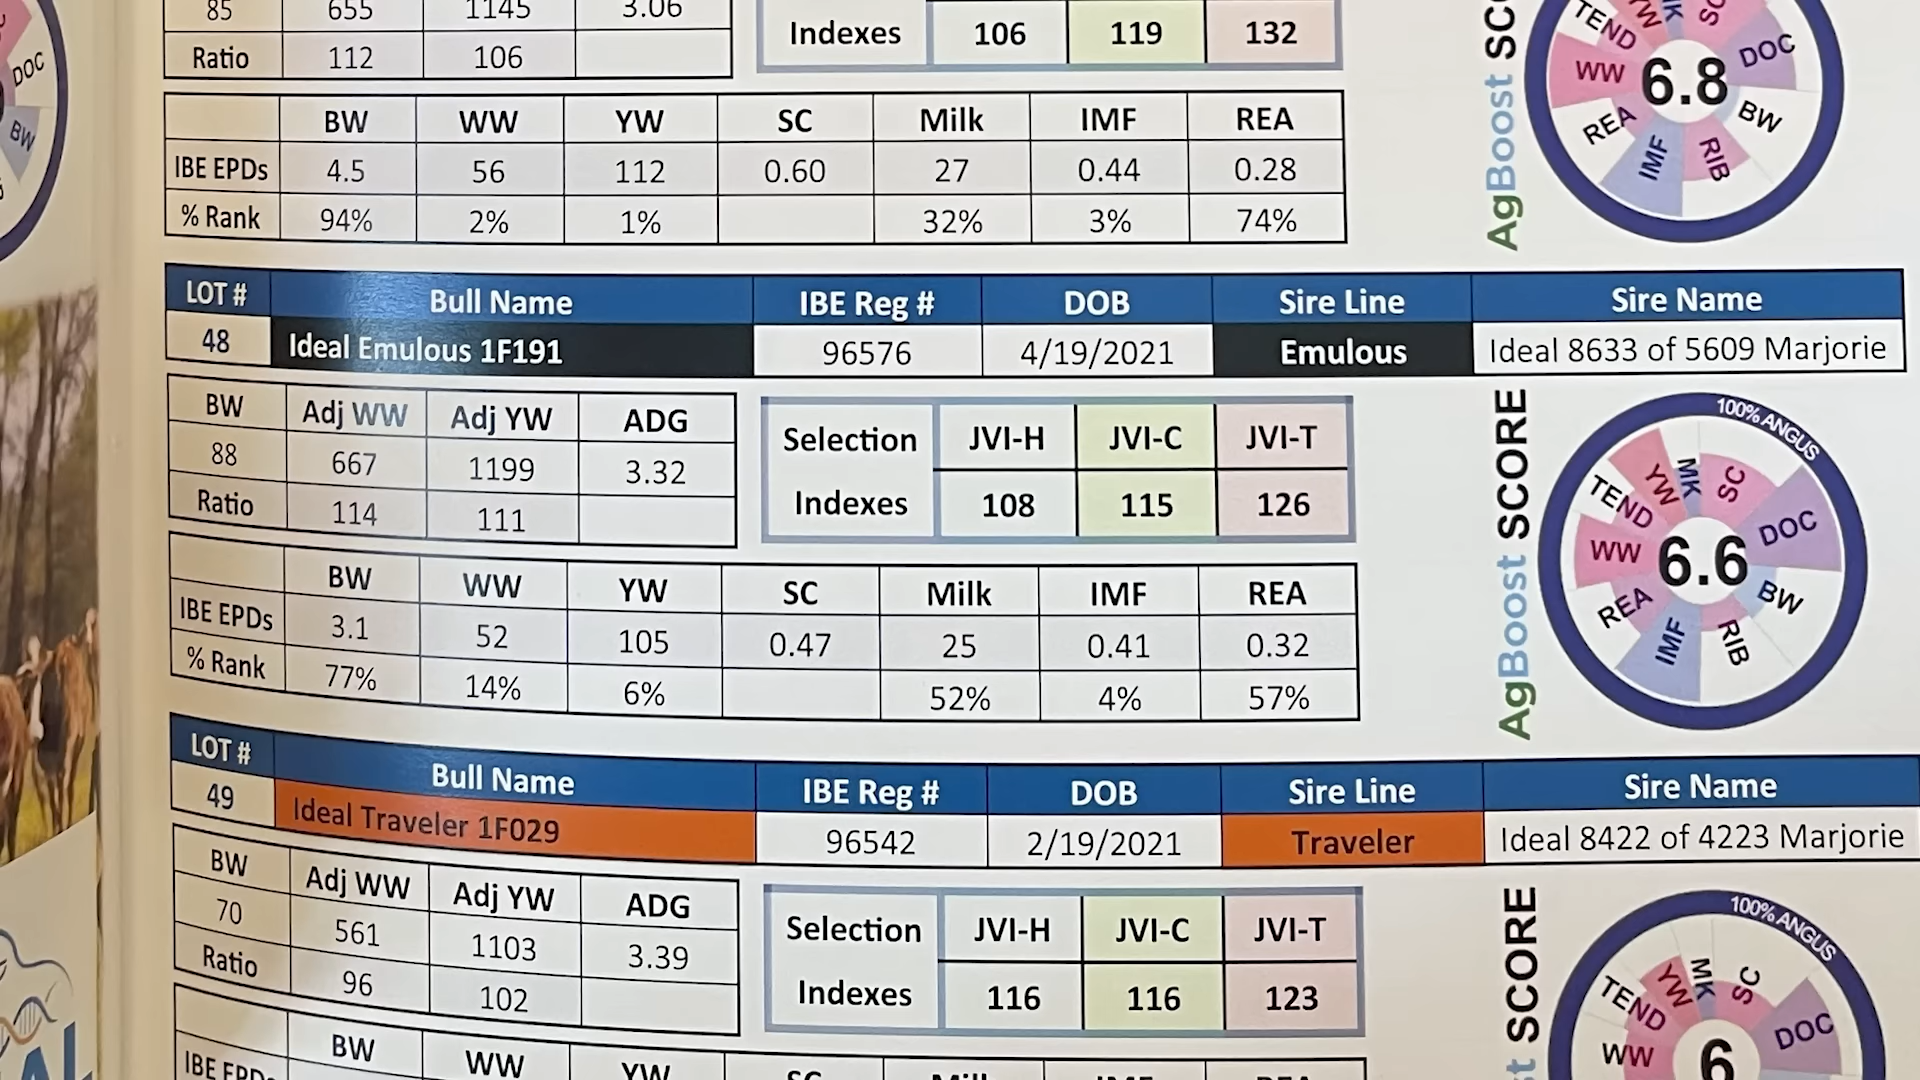 85 655 1145 3.06
Ratio 112 106
Indexes 106 119 132
BW WW YW SC Milk IMF REA
IBE EPDs 4.5 56 112 0.60 27 0.44 0.28
% Rank 94% 2% 1% 32% 3% 74%
AgBoost
TEND YW MK SC DOC BW RIB IMF REA WW
6.8
DOC
BW
LOT # Bull Name IBE Reg # DOB Sire Line Sire Name
48 Ideal Emulous 1F191 96576 4/19/2021 Emulous Ideal 8633 of 5609 Marjorie
BW Adj WW Adj YW ADG
88 667 1199 3.32
Ratio 114 111
Selection JVI-H JVI-C JVI-T
Indexes 108 115 126
BW WW YW SC Milk IMF REA
IBE EPDs 3.1 52 105 0.47 25 0.41 0.32
% Rank 77% 14% 6% 52% 4% 57%
AgBoost SCORE
100% ANGUS
TEND YW MK SC DOC BW RIB IMF REA WW
6.6
LOT # Bull Name IBE Reg # DOB Sire Line Sire Name
49 Ideal Traveler 1F029 96542 2/19/2021 Traveler Ideal 8422 of 4223 Marjorie
BW Adj WW Adj YW ADG
70 561 1103 3.39
Ratio 96 102
Selection JVI-H JVI-C JVI-T
Indexes 116 116 123
BW WW YW
IBE
SCORE
100% ANGUS
WW TEND YW MK SC DOC
6